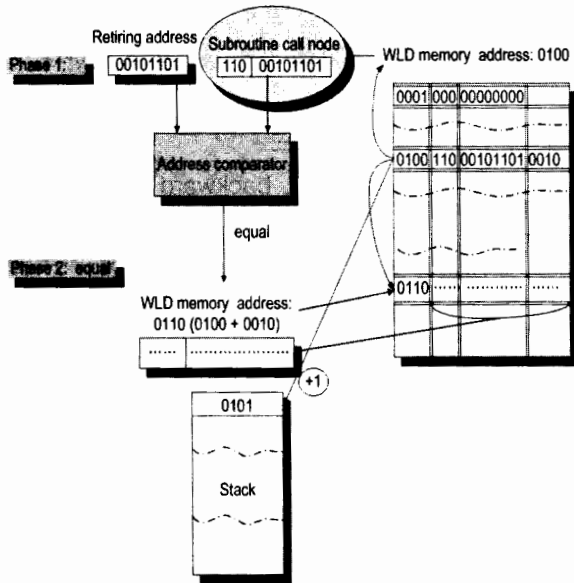 Retiring address
Subroutine call node
Phase 1:
00101101
110 00101101
WLD memory address: 0100
0001 000 00000000
Address comparator
0100 110 00101101 0010
equal
Phase 2: equal
WLD memory address:
0110 (0100 + 0010)
0110 ...... ............ ......
...... ........................
+1
0101
Stack